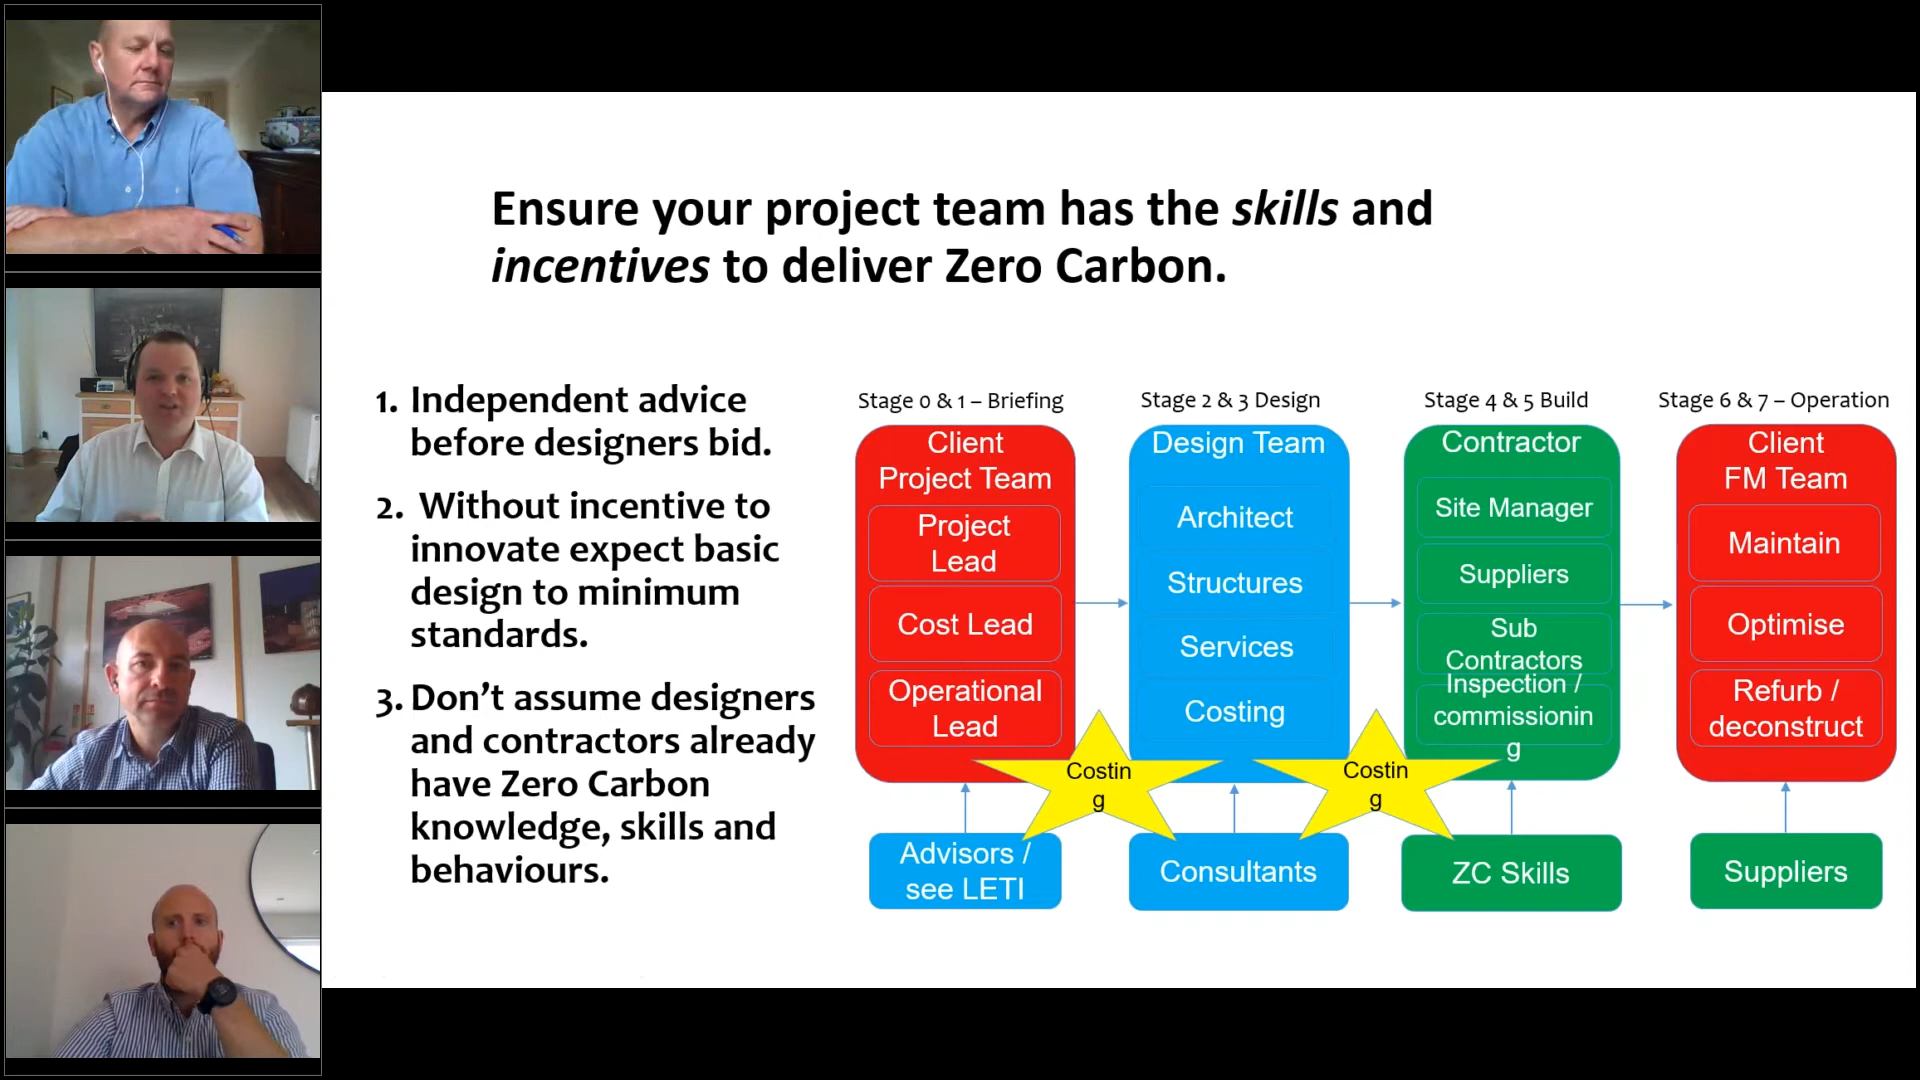 Ensure your project team has the skills and
incentives to deliver Zero Carbon.
1. Independent advice
before designers bid.
2. Without incentive to
innovate expect basic
design to minimum
standards.
3. Don’t assume designers
and contractors already
have Zero Carbon
knowledge, skills and
behaviours.
Stage 0 & 1 – Briefing
Client
Project Team
Project
Lead
Cost Lead
Operational
Lead
Advisors /
see LETI
Stage 2 & 3 Design
Design Team
Architect
Structures
Services
Costing
Consultants
Costin
g
Stage 4 & 5 Build
Contractor
Site Manager
Suppliers
Sub
Contractors
Inspection /
commissionin
g
ZC Skills
Costin
g
Stage 6 & 7 – Operation
Client
FM Team
Maintain
Optimise
Refurb /
deconstruct
Suppliers